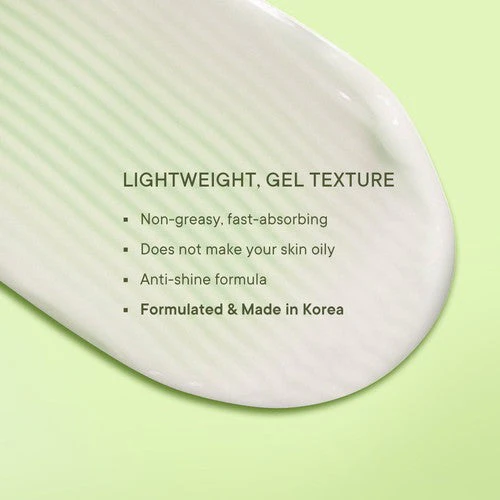 LIGHTWEIGHT, GEL TEXTURE
▪ Non-greasy, fast-absorbing
▪ Does not make your skin oily
▪ Anti-shine formula
▪ Formulated & Made in Korea